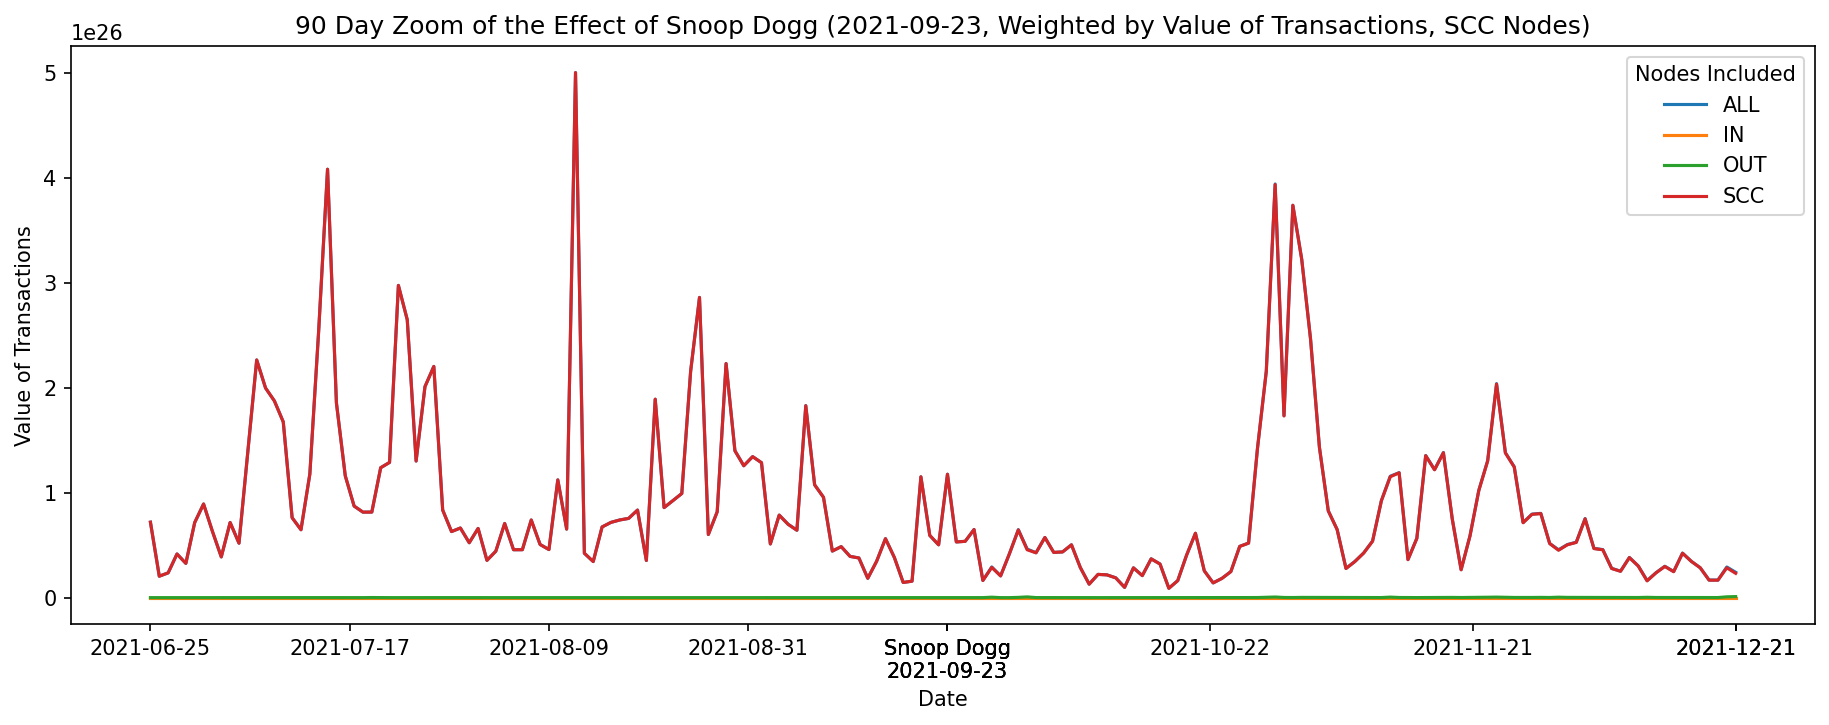 90 Day Zoom of the Effect of Snoop Dogg (2021-09-23, Weighted by Value of Transactions, SCC Nodes)
1e26
5
4
3
2
1
0
Value of Transactions
Nodes Included
ALL
IN
OUT
SCC
2021-06-25
2021-07-17
2021-08-09
2021-08-31
Snoop Dogg
2021-09-23
2021-10-22
2021-11-21
2021-12-21
Date